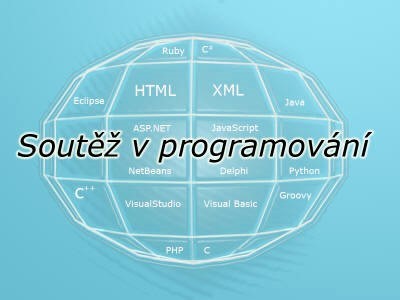 Ruby C#
HTML XML
Eclipse Java
ASP.NET JavaScript
Soutěž v programování
NetBeans Delphi Python
C++ VisualStudio Visual Basic Groovy
PHP C